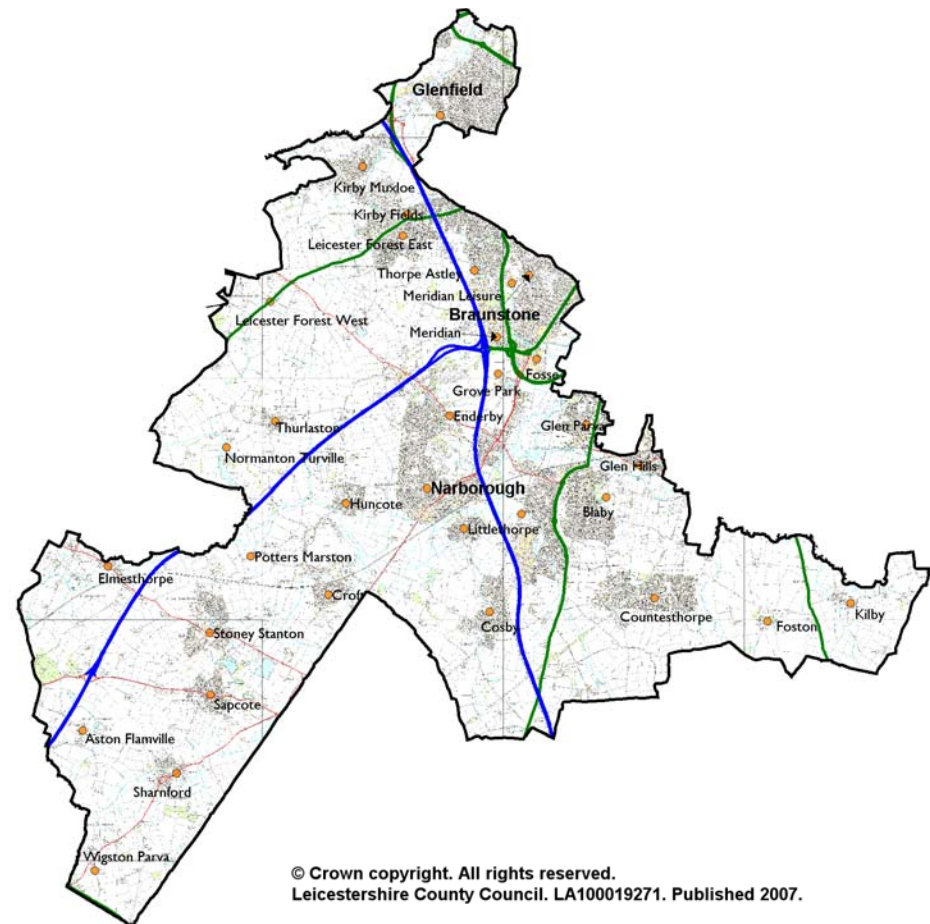 Glenfield
Kirby Muxloe
Kirby Fields
Leicester Forest East
Thorpe Astley
Meridian Leisure
Leicester Forest West
Braunstone
Meridian
Fosse
Grove Park
Enderby
Thurlaston
Glen Parva
Normanton Turville
Glen Hills
Narborough
Huncote
Blaby
Littlethorpe
Potters Marston
Elmesthorpe
Croft
Countesthorpe
Kilby
Foston
Cosby
Stoney Stanton
Sapcote
Aston Flamville
Sharnford
Wigston Parva
© Crown copyright. All rights reserved.
Leicestershire County Council. LA100019271. Published 2007.